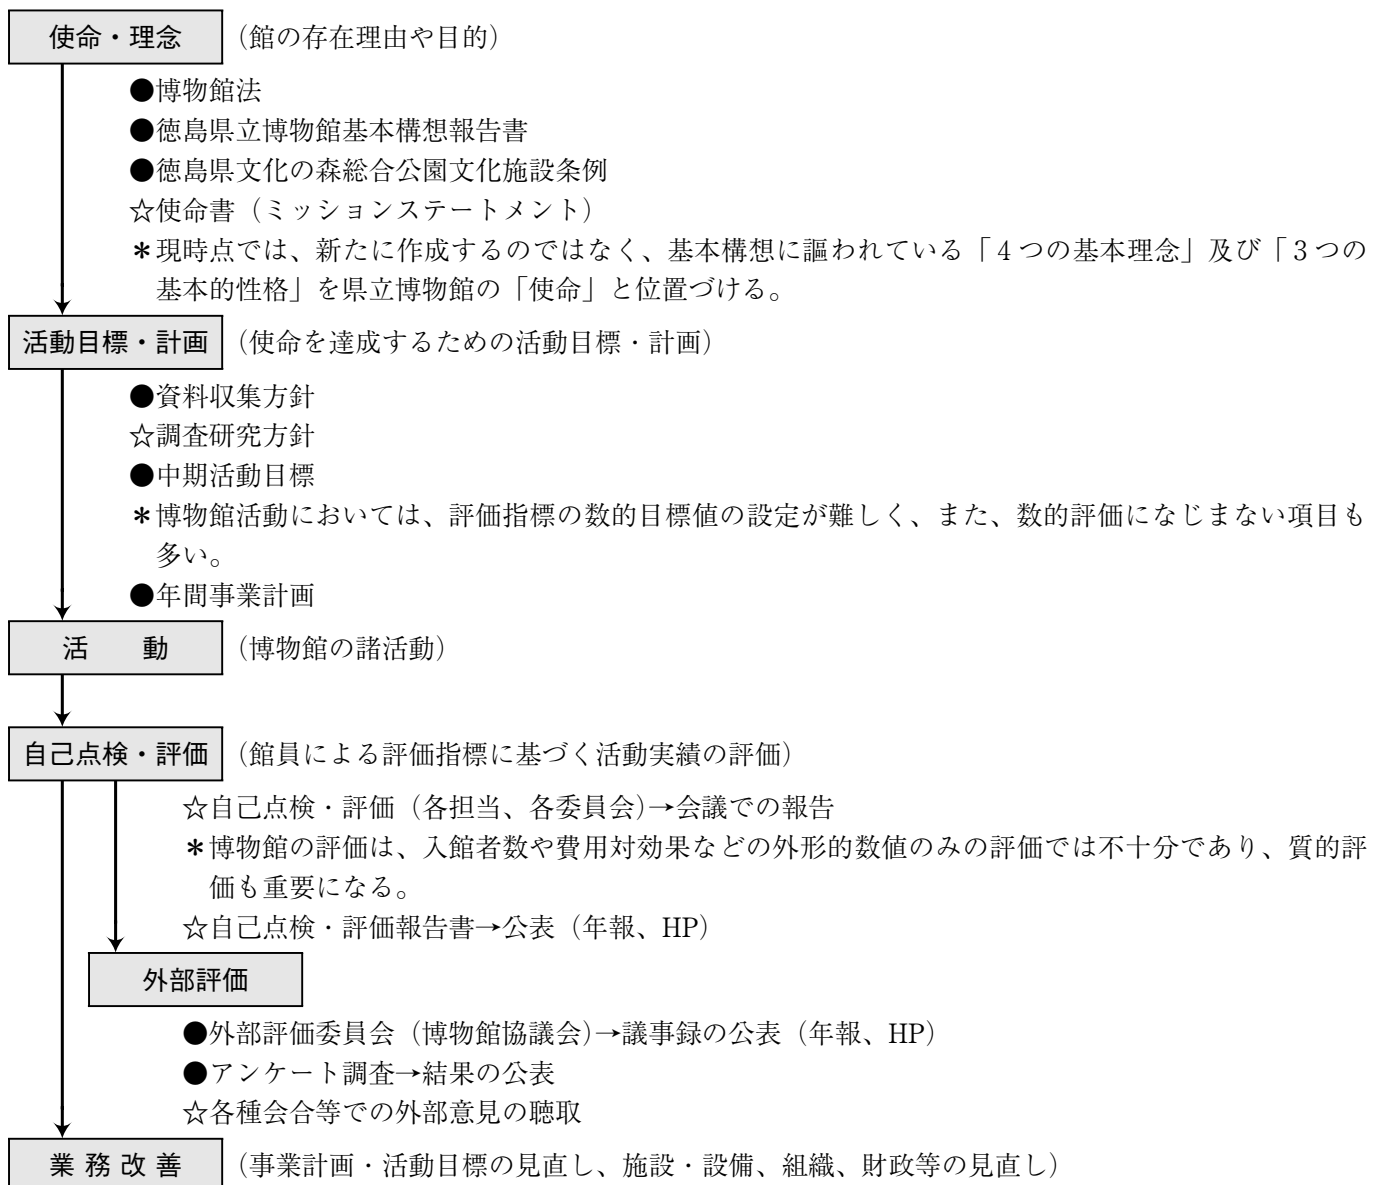 使命・理念 （館の存在理由や目的）
●博物館法
●徳島県立博物館基本構想報告書
●徳島県文化の森総合公園文化施設条例
☆使命書（ミッションステートメント）
＊現時点では、新たに作成するのではなく、基本構想に謳われている「４つの基本理念」及び「３つの
基本的性格」を県立博物館の「使命」と位置づける。
活動目標・計画 （使命を達成するための活動目標・計画）
●資料収集方針
☆調査研究方針
●中期活動目標
＊博物館活動においては、評価指標の数的目標値の設定が難しく、また、数的評価になじまない項目も
多い。
●年間事業計画
活　　動 （博物館の諸活動）
自己点検・評価 （館員による評価指標に基づく活動実績の評価）
☆自己点検・評価（各担当、各委員会）→会議での報告
＊博物館の評価は、入館者数や費用対効果などの外形的数値のみの評価では不十分であり、質的評
価も重要になる。
☆自己点検・評価報告書→公表（年報、HP）
外部評価
●外部評価委員会（博物館協議会）→議事録の公表（年報、HP）
●アンケート調査→結果の公表
☆各種会合等での外部意見の聴取
業 務 改 善 （事業計画・活動目標の見直し、施設・設備、組織、財政等の見直し）